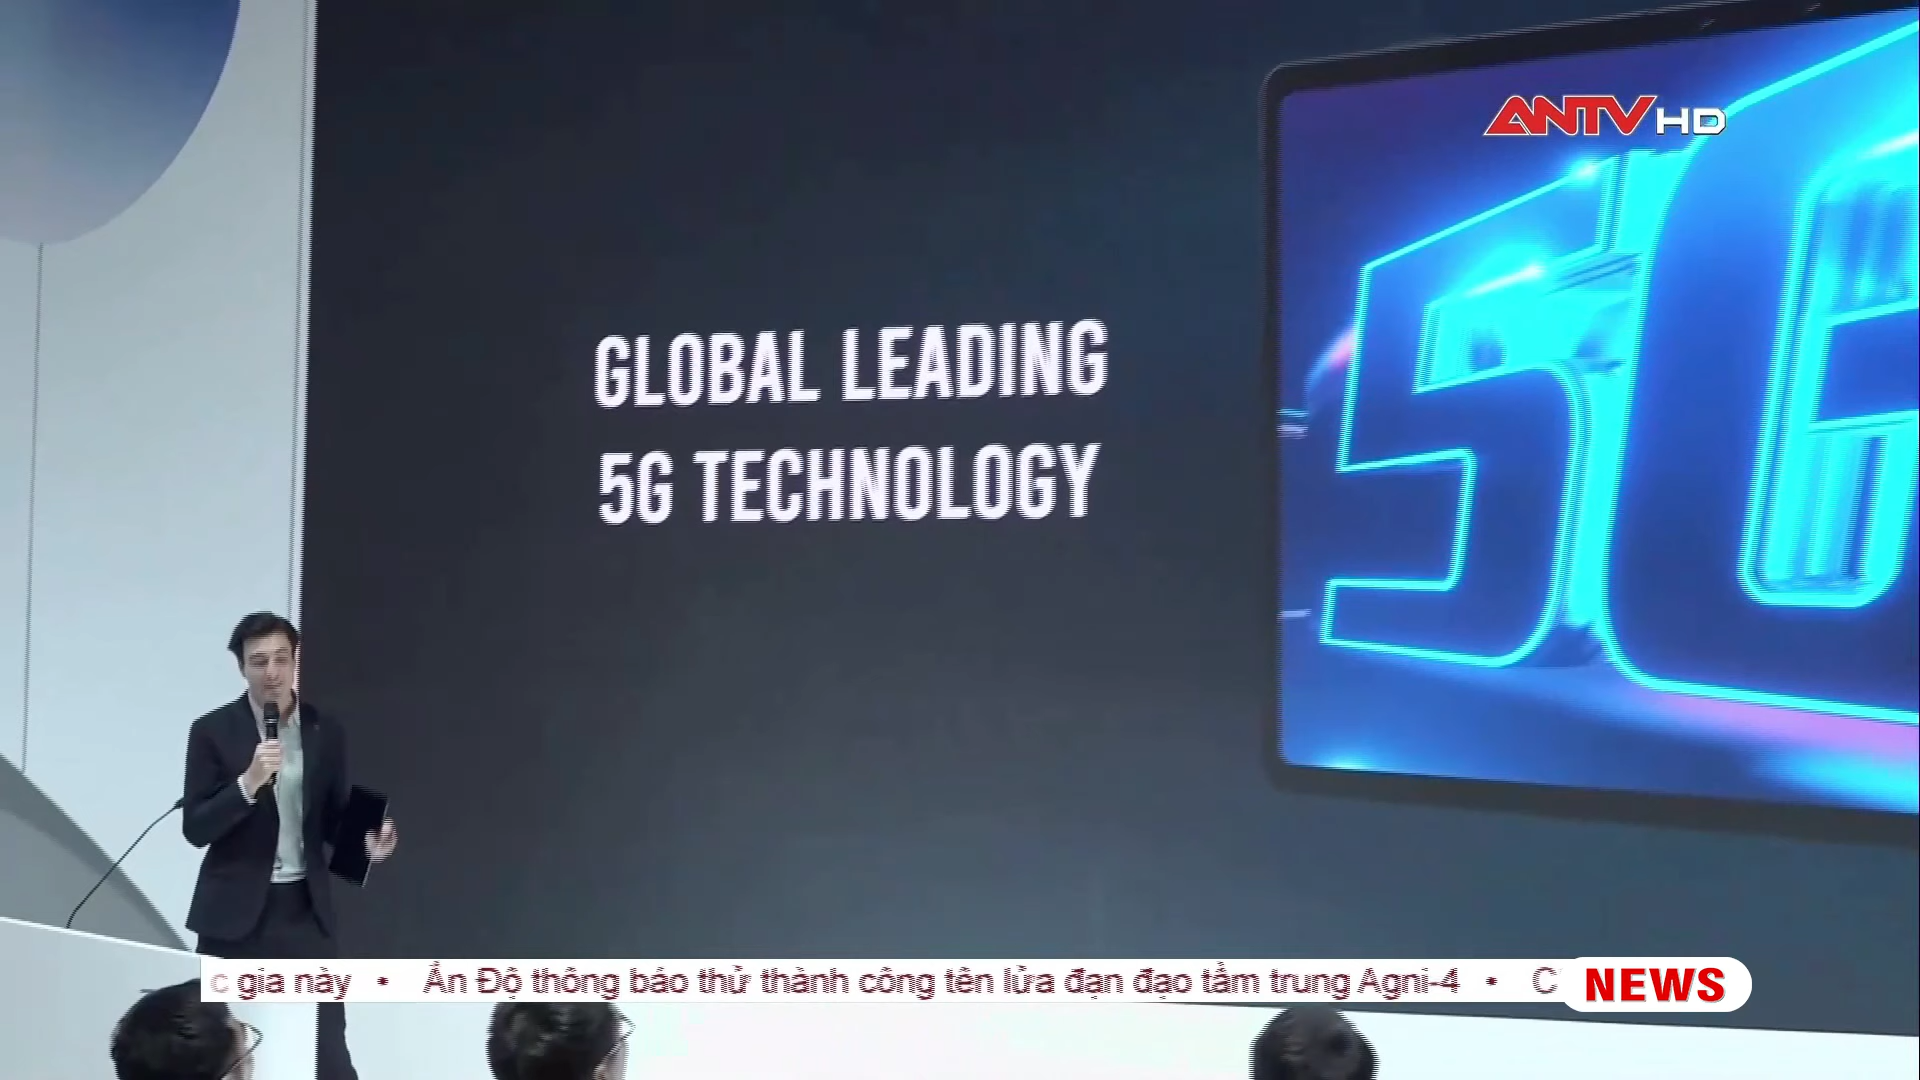 ANTV HD
GLOBAL LEADING
5G TECHNOLOGY
5G
gia này • Ấn Độ thông báo thử thành công tên lửa đạn đạo tầm trung Agni-4 •
NEWS